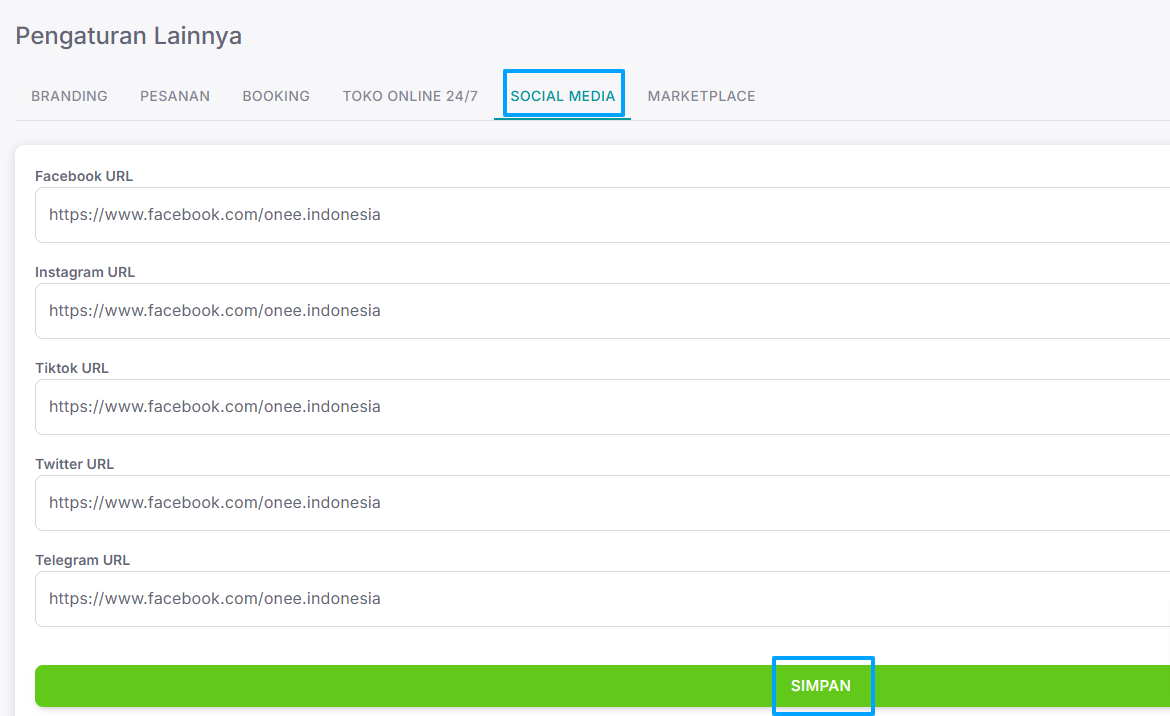 Pengaturan Lainnya
BRANDING PESANAN BOOKING TOKO ONLINE 24/7 SOCIAL MEDIA MARKETPLACE
Facebook URL
https://www.facebook.com/onee.indonesia
Instagram URL
https://www.facebook.com/onee.indonesia
Tiktok URL
https://www.facebook.com/onee.indonesia
Twitter URL
https://www.facebook.com/onee.indonesia
Telegram URL
https://www.facebook.com/onee.indonesia
SIMPAN